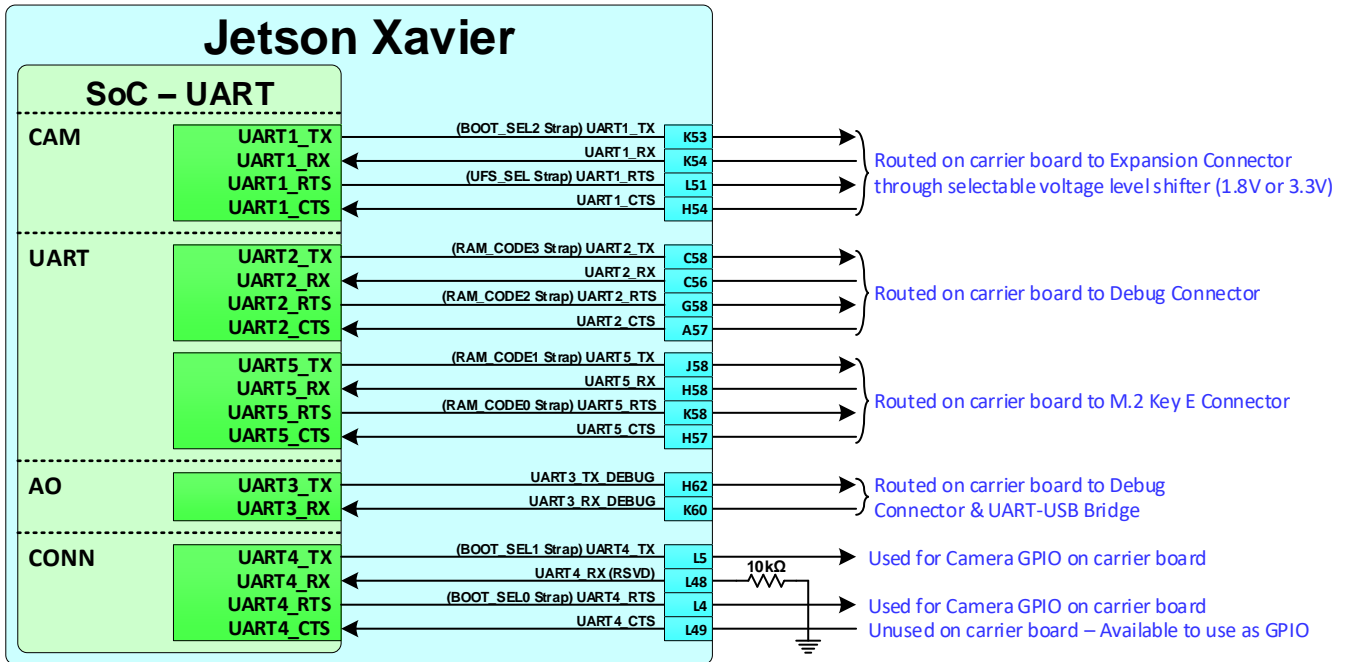 Jetson Xavier
SoC – UART
CAM
UART1_TX (BOOT_SEL2 Strap) UART1_TX K53
UART1_RX UART1_RX K54
UART1_RTS (UFS_SEL Strap) UART1_RTS L51
UART1_CTS UART1_CTS H54
Routed on carrier board to Expansion Connector
through selectable voltage level shifter (1.8V or 3.3V)
UART
UART2_TX (RAM_CODE3 Strap) UART2_TX C58
UART2_RX UART2_RX C56
UART2_RTS (RAM_CODE2 Strap) UART2_RTS G58
UART2_CTS UART2_CTS A57
Routed on carrier board to Debug Connector
UART5_TX (RAM_CODE1 Strap) UART5_TX J58
UART5_RX UART5_RX H58
UART5_RTS (RAM_CODE0 Strap) UART5_RTS K58
UART5_CTS UART5_CTS H57
Routed on carrier board to M.2 Key E Connector
AO
UART3_TX UART3_TX_DEBUG H62
UART3_RX UART3_RX_DEBUG K60
Routed on carrier board to Debug
Connector & UART-USB Bridge
CONN
UART4_TX (BOOT_SEL1 Strap) UART4_TX L5 Used for Camera GPIO on carrier board
UART4_RX UART4_RX (RSVD) L48 10kΩ
UART4_RTS (BOOT_SEL0 Strap) UART4_RTS L4 Used for Camera GPIO on carrier board
UART4_CTS UART4_CTS L49 Unused on carrier board – Available to use as GPIO